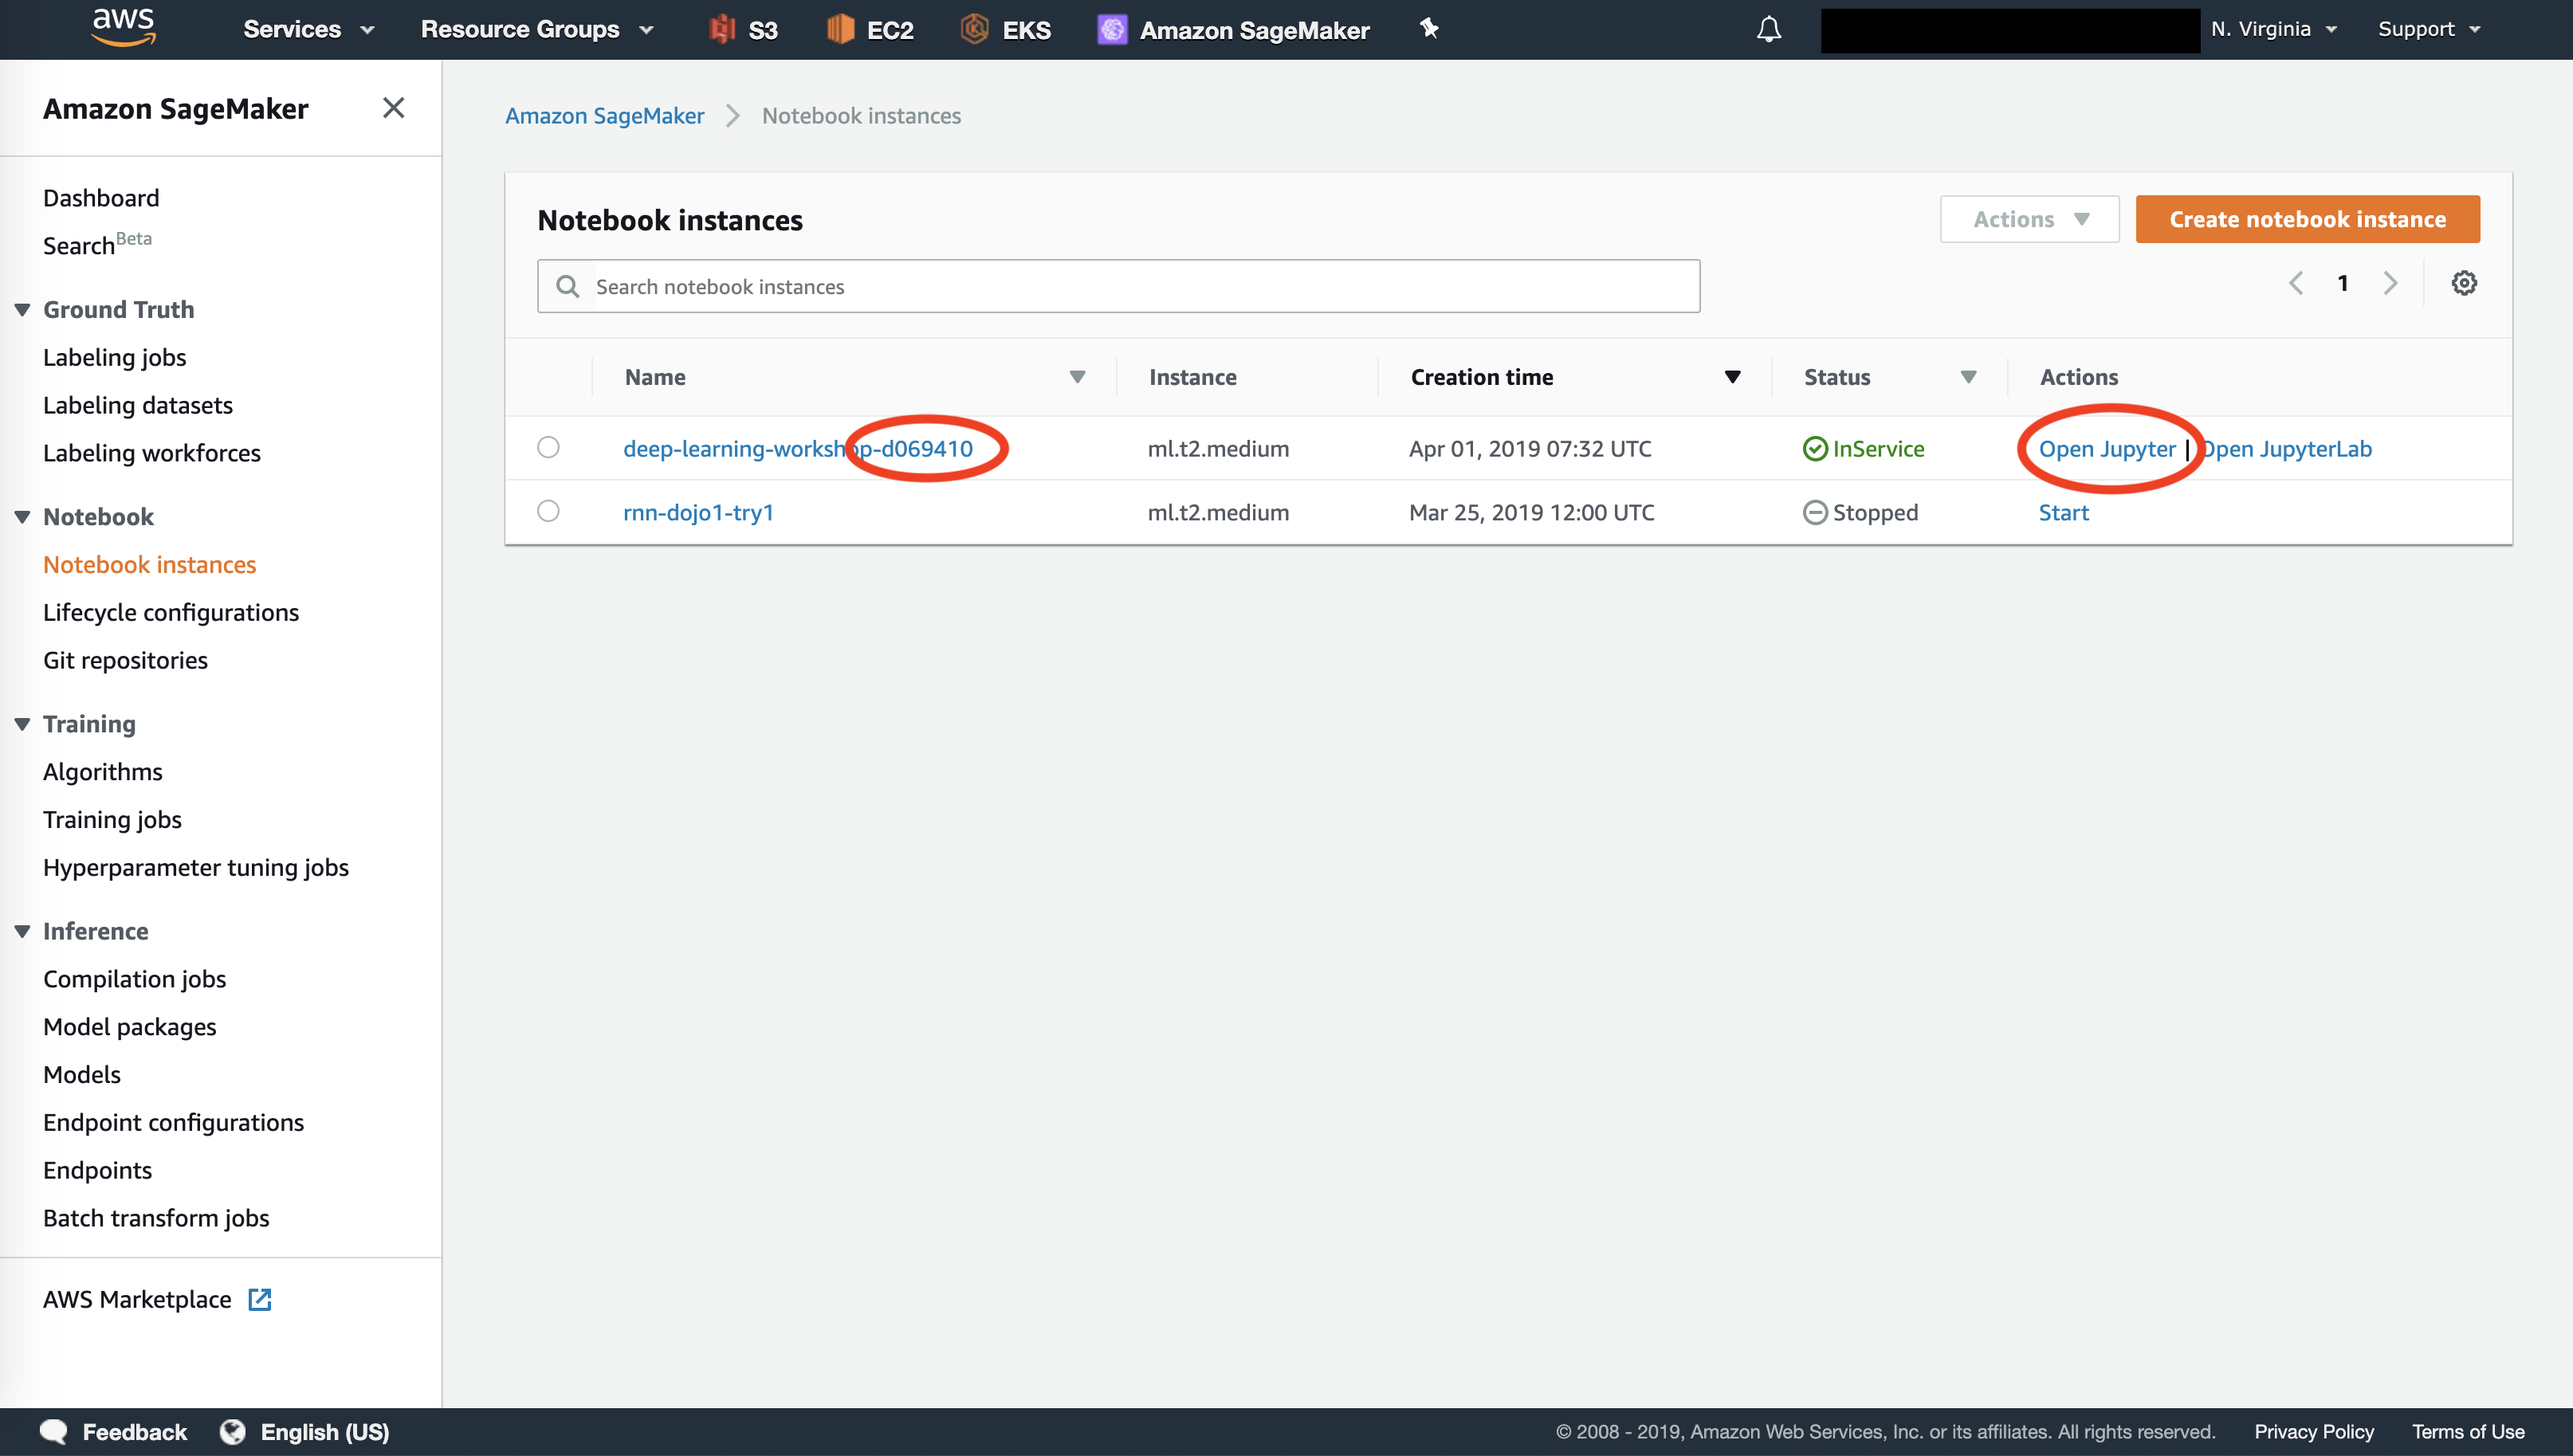 aws Services Resource Groups S3 EC2 EKS Amazon SageMaker N. Virginia Support
Amazon SageMaker
Dashboard
Search Beta
Ground Truth
Labeling jobs
Labeling datasets
Labeling workforces
Notebook
Notebook instances
Lifecycle configurations
Git repositories
Training
Algorithms
Training jobs
Hyperparameter tuning jobs
Inference
Compilation jobs
Model packages
Models
Endpoint configurations
Endpoints
Batch transform jobs
AWS Marketplace
Amazon SageMaker Notebook instances
Notebook instances Actions Create notebook instance
Search notebook instances 1
Name Instance Creation time Status Actions
deep-learning-workshop-d069410 ml.t2.medium Apr 01, 2019 07:32 UTC InService Open Jupyter | Open JupyterLab
rnn-dojo1-try1 ml.t2.medium Mar 25, 2019 12:00 UTC Stopped Start
Feedback English (US) © 2008 - 2019, Amazon Web Services, Inc. or its affiliates. All rights reserved. Privacy Policy Terms of Use